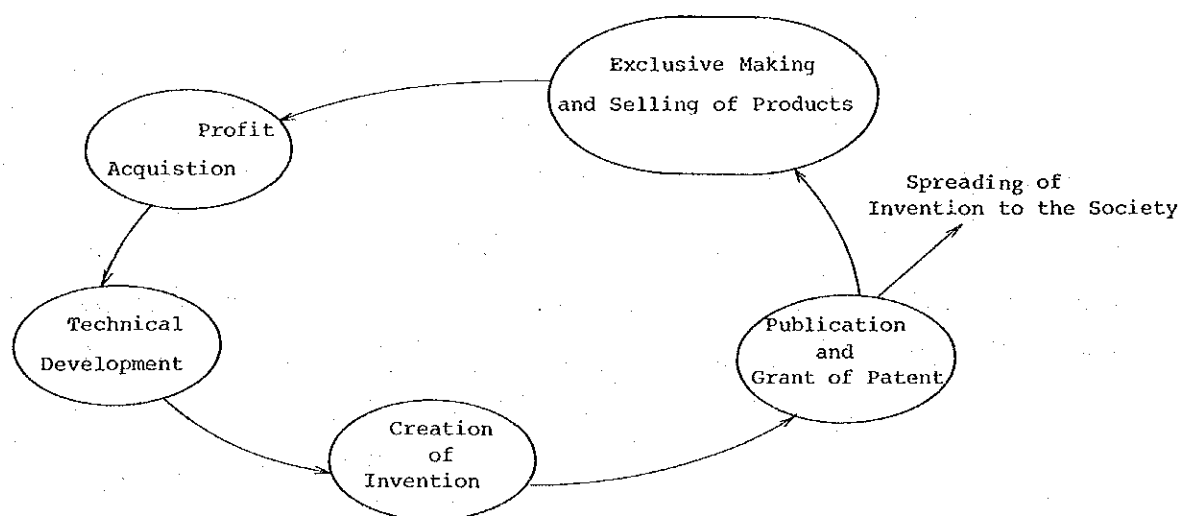 Exclusive Making
and Selling of Products
Profit
Acquistion
Spreading of
Invention to the Society
Technical
Development
Publication
and
Grant of Patent
Creation
of
Invention